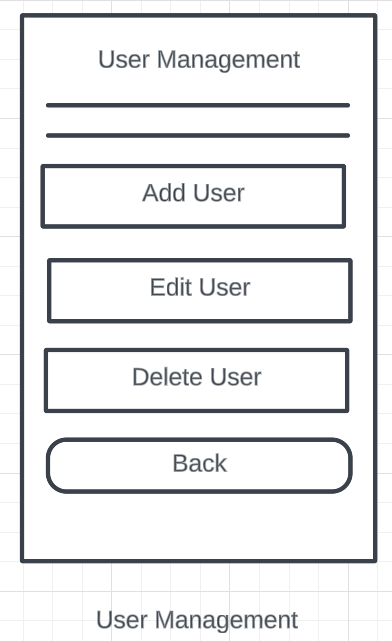 User Management
Add User
Edit User
Delete User
Back
User Management